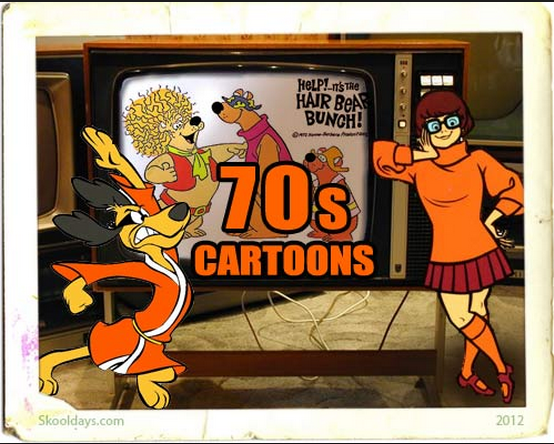 HELP!...IT'S THE
HAIR BEAR
BUNCH!
70s
CARTOONS
Skooldays.com
2012